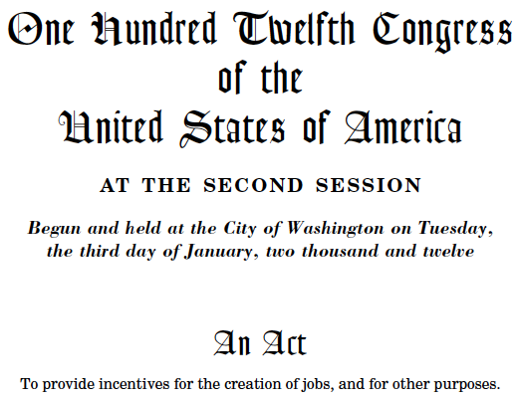 One Hundred Twelfth Congress
of the
United States of America
AT THE SECOND SESSION
Begun and held at the City of Washington on Tuesday,
the third day of January, two thousand and twelve
An Act
To provide incentives for the creation of jobs, and for other purposes.